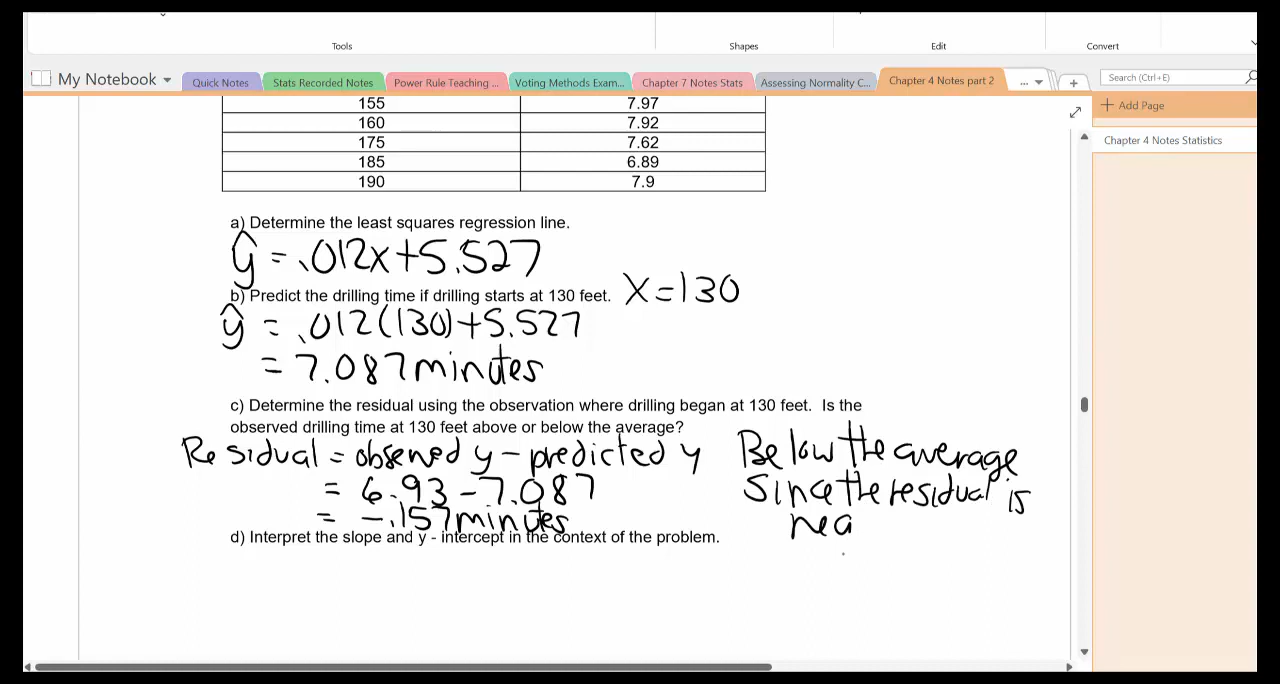 Tools
Shapes
Edit
Convert
My Notebook
Quick Notes
Stats Recorded Notes
Power Rule Teaching ...
Voting Methods Exam...
Chapter 7 Notes Stats
Assessing Normality C...
Chapter 4 Notes part 2
...
Search (Ctrl+E)
Add Page
Chapter 4 Notes Statistics
155 7.97
160 7.92
175 7.62
185 6.89
190 7.9
a) Determine the least squares regression line.
ŷ = .012x+5.527
b) Predict the drilling time if drilling starts at 130 feet. X=130
ŷ = .012(130)+5.527
= 7.087 minutes
c) Determine the residual using the observation where drilling began at 130 feet. Is the
observed drilling time at 130 feet above or below the average?
Residual = observed y - predicted y
= 6.93 - 7.087
= -.157 minutes
Below the average
since the residual is
nea
d) Interpret the slope and y - intercept in the context of the problem.